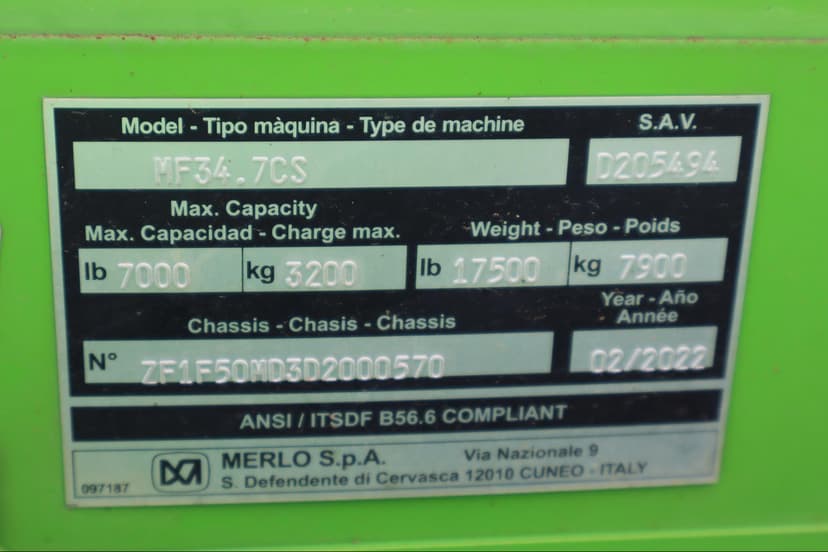 Model - Tipo màquina - Type de machine
S.A.V.
MF34.7CS
D205494
Max. Capacity
Max. Capacidad - Charge max.
Weight - Peso - Poids
lb 7000 kg 3200
lb 17500 kg 7900
Chassis - Chasis - Chassis
Year - Año
Année
N° ZF1F50MD3D2000570
02/2022
ANSI / ITSDF B56.6 COMPLIANT
MERLO S.p.A. Via Nazionale 9
S. Defendente di Cervasca 12010 CUNEO - ITALY
097187